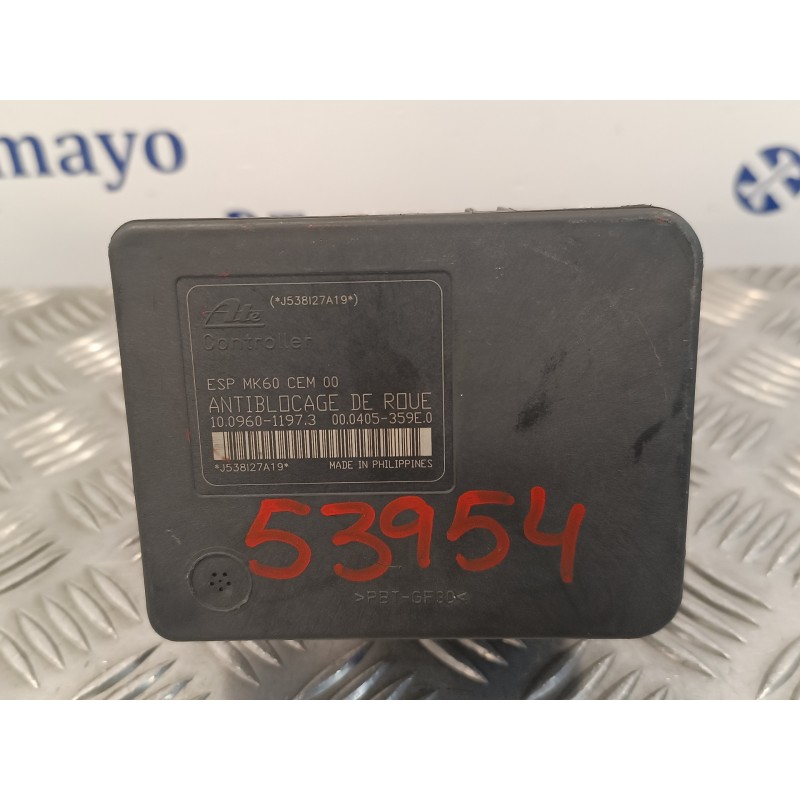 mayo
(*J538I27A19*)
Ate
Controller
ESP MK60 CEM 00
ANTIBLOCAGE DE ROUE
10.0960-1197.3 00.0405-359E.0
*J538I27A19*
MADE IN PHILIPPINES
53954
>PBT-GF30<